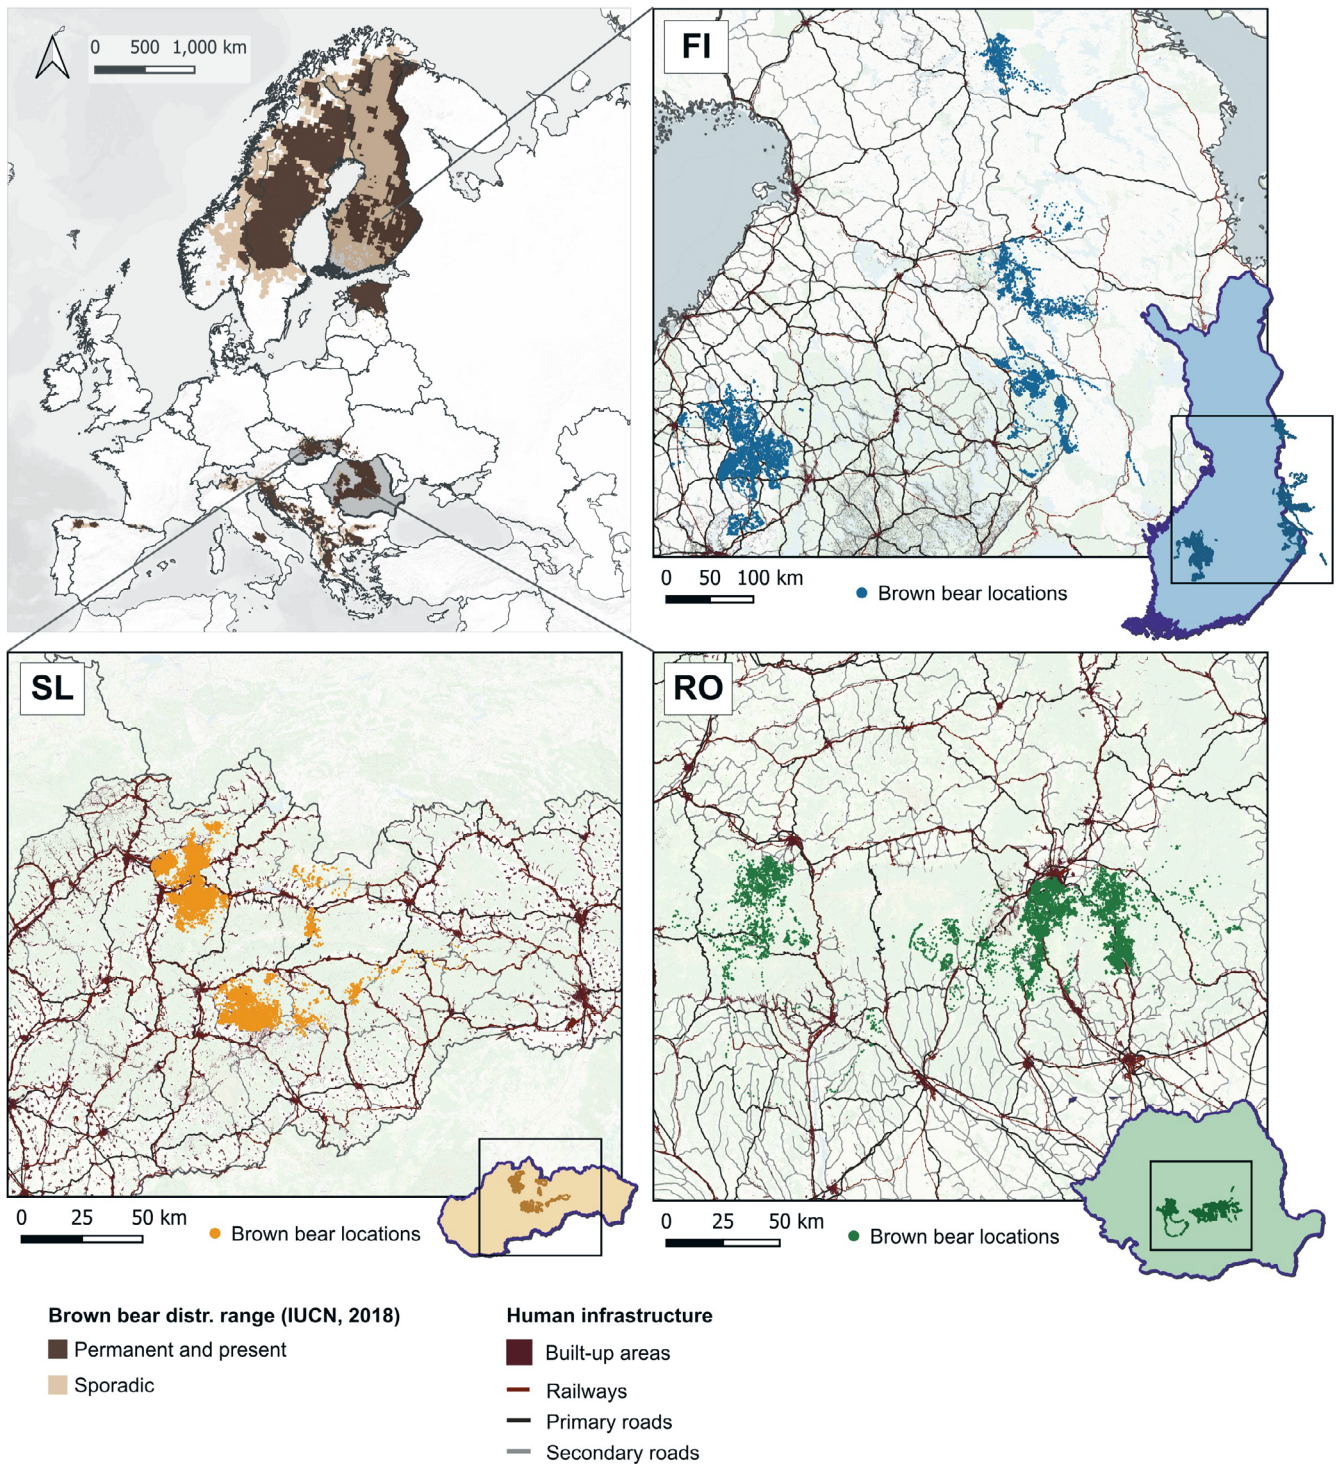 0 500 1,000 km
FI
0 50 100 km
Brown bear locations
SL
0 25 50 km
Brown bear locations
RO
0 25 50 km
Brown bear locations
Brown bear distr. range (IUCN, 2018)
Permanent and present
Sporadic
Human infrastructure
Built-up areas
Railways
Primary roads
Secondary roads